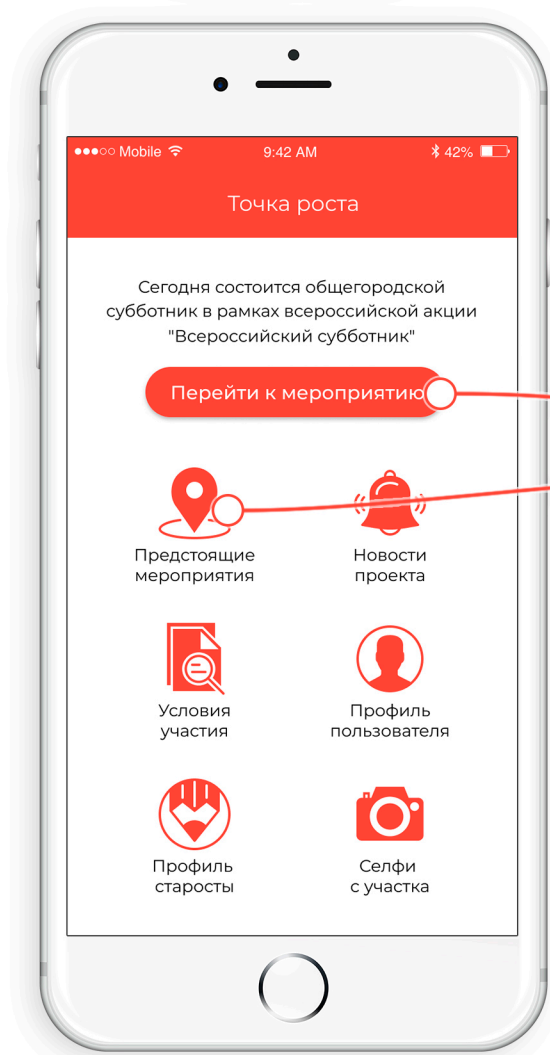 ●●●○○ Mobile 9:42 AM 42%
Точка роста
Сегодня состоится общегородской
субботник в рамках всероссийской акции
"Всероссийский субботник"
Перейти к мероприятию
Предстоящие
мероприятия
Новости
проекта
Условия
участия
Профиль
пользователя
Профиль
старосты
Селфи
с участка